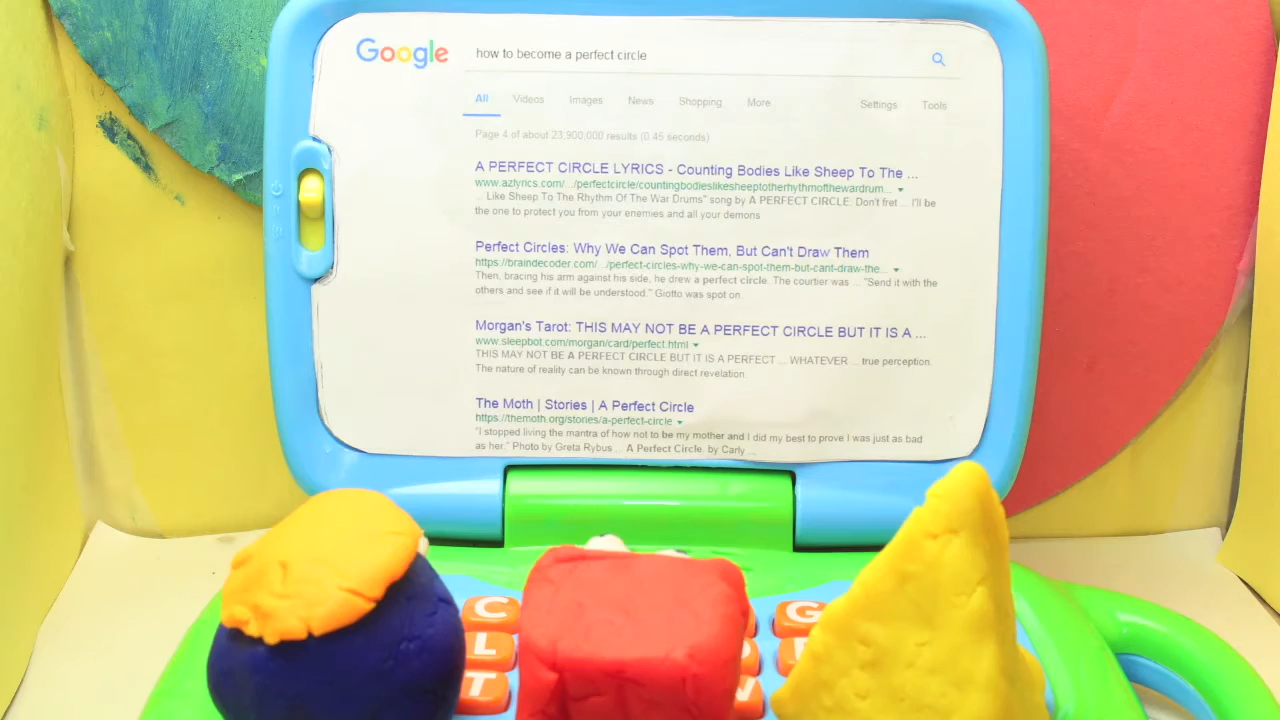 Google how to become a perfect circle
All Videos Images News Shopping More Settings Tools
Page 4 of about 23,900,000 results (0.45 seconds)
A PERFECT CIRCLE LYRICS - Counting Bodies Like Sheep To The ...
www.azlyrics.com/.../perfectcircle/countingbodieslikesheeptotherhythmofthewardrum...
... Like Sheep To The Rhythm Of The War Drums" song by A PERFECT CIRCLE: Don't fret ... I'll be
the one to protect you from your enemies and all your demons
Perfect Circles: Why We Can Spot Them, But Can't Draw Them
https://braindecoder.com/.../perfect-circles-why-we-can-spot-them-but-cant-draw-the...
Then, bracing his arm against his side, he drew a perfect circle. The courtier was ... "Send it with the
others and see if it will be understood." Giotto was spot on.
Morgan's Tarot: THIS MAY NOT BE A PERFECT CIRCLE BUT IT IS A ...
www.sleepbot.com/morgan/card/perfect.html
THIS MAY NOT BE A PERFECT CIRCLE BUT IT IS A PERFECT ... WHATEVER ... true perception.
The nature of reality can be known through direct revelation.
The Moth | Stories | A Perfect Circle
https://themoth.org/stories/a-perfect-circle
"I stopped living the mantra of how not to be my mother and I did my best to prove I was just as bad
as her." Photo by Greta Rybus ... A Perfect Circle. by Carly ...
C G
L
T